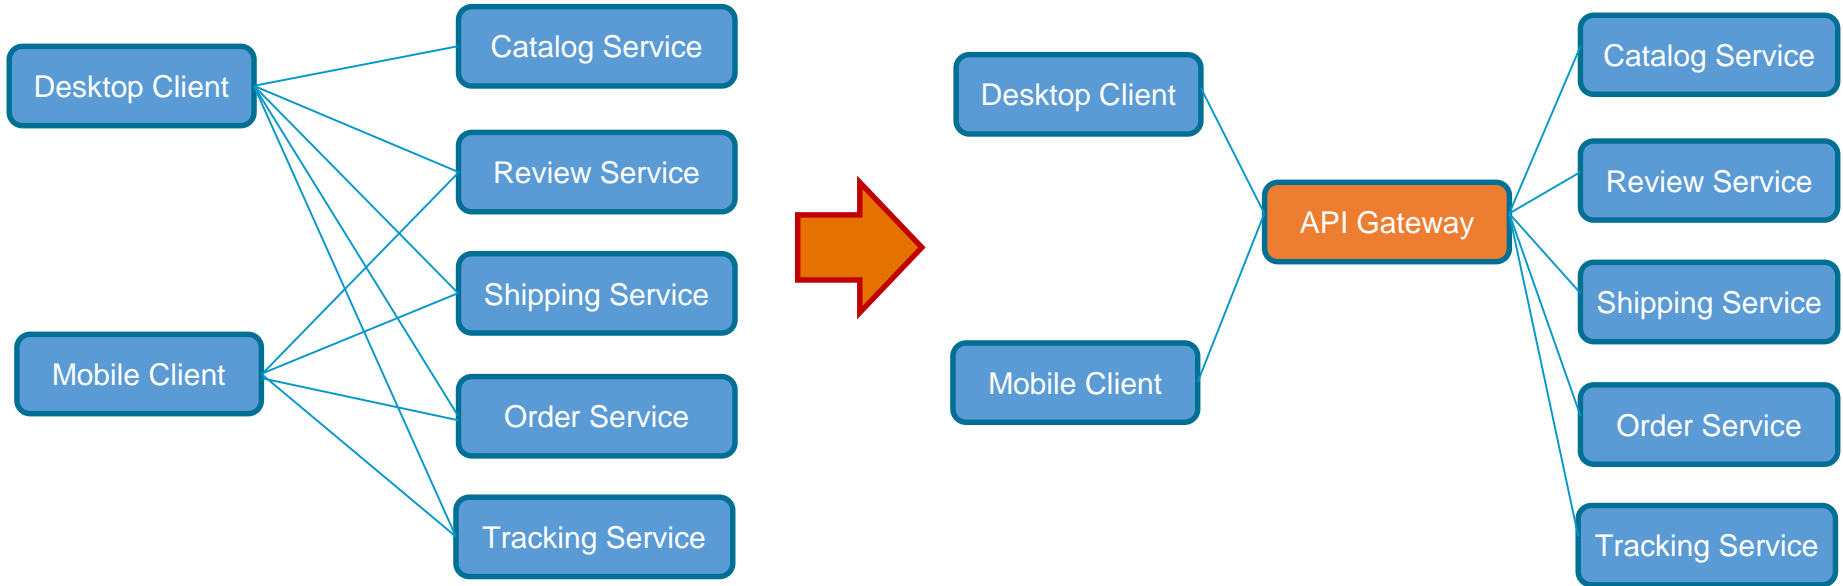 Desktop Client
Mobile Client
Catalog Service
Review Service
Shipping Service
Order Service
Tracking Service
Desktop Client
Mobile Client
API Gateway
Catalog Service
Review Service
Shipping Service
Order Service
Tracking Service